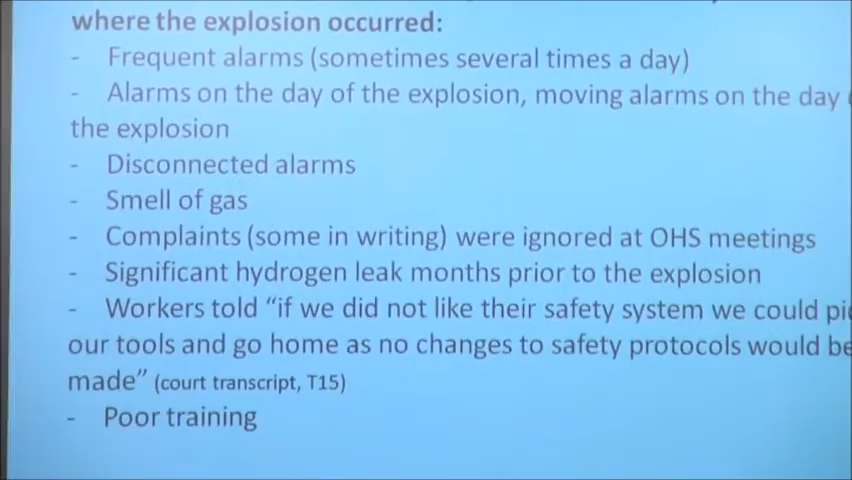 where the explosion occurred:
- Frequent alarms (sometimes several times a day)
- Alarms on the day of the explosion, moving alarms on the day
the explosion
- Disconnected alarms
- Smell of gas
- Complaints (some in writing) were ignored at OHS meetings
- Significant hydrogen leak months prior to the explosion
- Workers told “if we did not like their safety system we could
our tools and go home as no changes to safety protocols would be
made” (court transcript, T15)
- Poor training